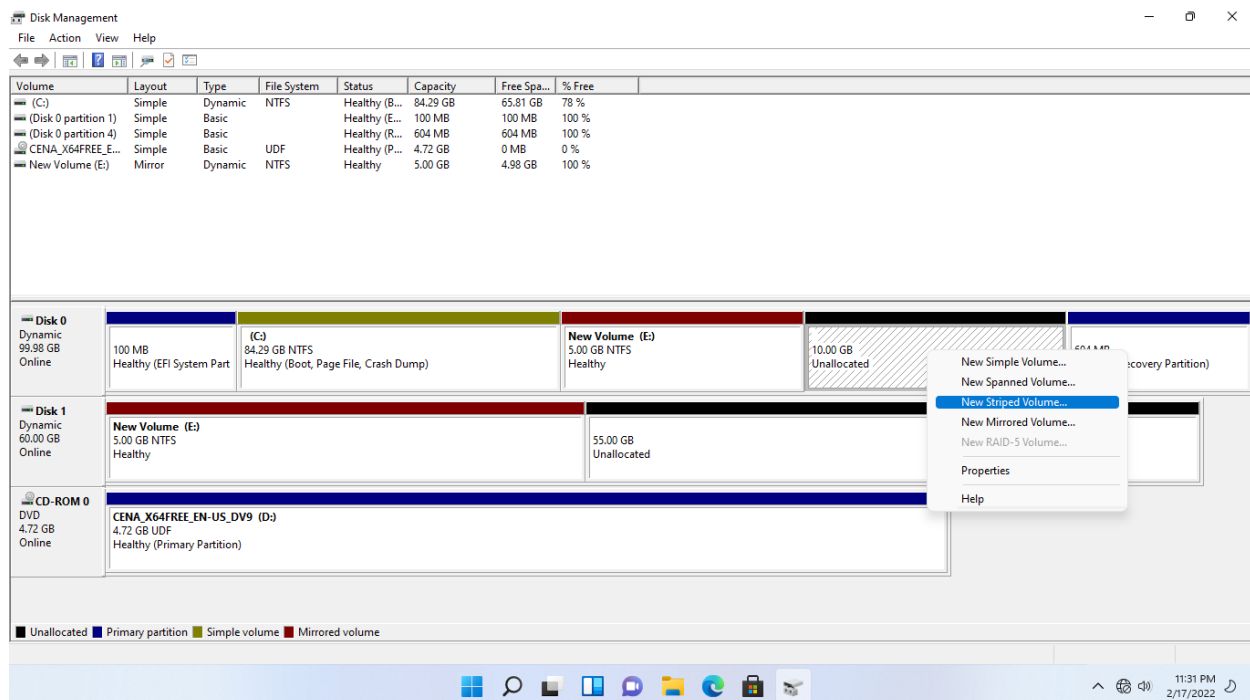 Disk Management
File Action View Help
Volume Layout Type File System Status Capacity Free Spa... % Free
(C:) Simple Dynamic NTFS Healthy (B... 84.29 GB 65.81 GB 78 %
(Disk 0 partition 1) Simple Basic Healthy (E... 100 MB 100 MB 100 %
(Disk 0 partition 4) Simple Basic Healthy (R... 604 MB 604 MB 100 %
CENA_X64FREE_E... Simple Basic UDF Healthy (P... 4.72 GB 0 MB 0 %
New Volume (E:) Mirror Dynamic NTFS Healthy 5.00 GB 4.98 GB 100 %
Disk 0
Dynamic
99.98 GB
Online
100 MB
Healthy (EFI System Part
(C:)
84.29 GB NTFS
Healthy (Boot, Page File, Crash Dump)
New Volume (E:)
5.00 GB NTFS
Healthy
10.00 GB
Unallocated
604 MB
ecovery Partition)
New Simple Volume...
New Spanned Volume...
New Striped Volume...
New Mirrored Volume...
New RAID-5 Volume...
Properties
Help
Disk 1
Dynamic
60.00 GB
Online
New Volume (E:)
5.00 GB NTFS
Healthy
55.00 GB
Unallocated
CD-ROM 0
DVD
4.72 GB
Online
CENA_X64FREE_EN-US_DV9 (D:)
4.72 GB UDF
Healthy (Primary Partition)
Unallocated Primary partition Simple volume Mirrored volume
11:31 PM
2/17/2022